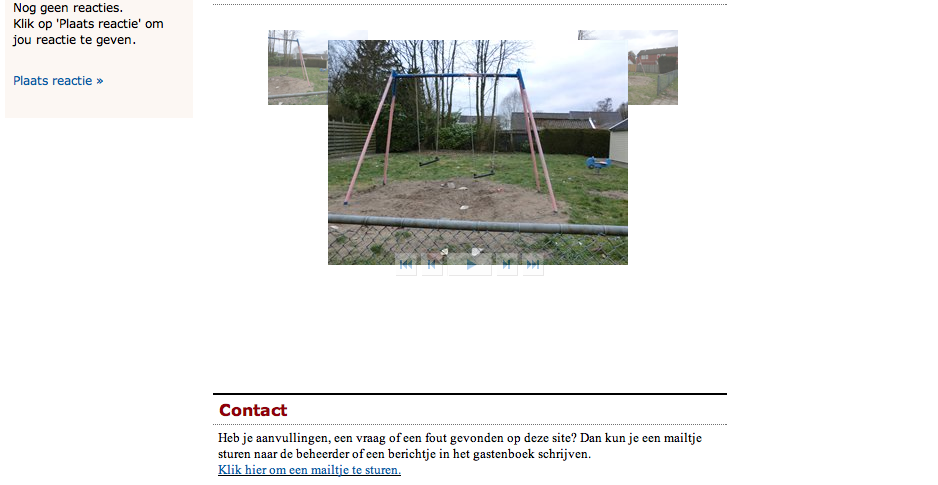 Nog geen reacties.
Klik op 'Plaats reactie' om
jou reactie te geven.
Plaats reactie »
Contact
Heb je aanvullingen, een vraag of een fout gevonden op deze site? Dan kun je een mailtje
sturen naar de beheerder of een berichtje in het gastenboek schrijven.
Klik hier om een mailtje te sturen.